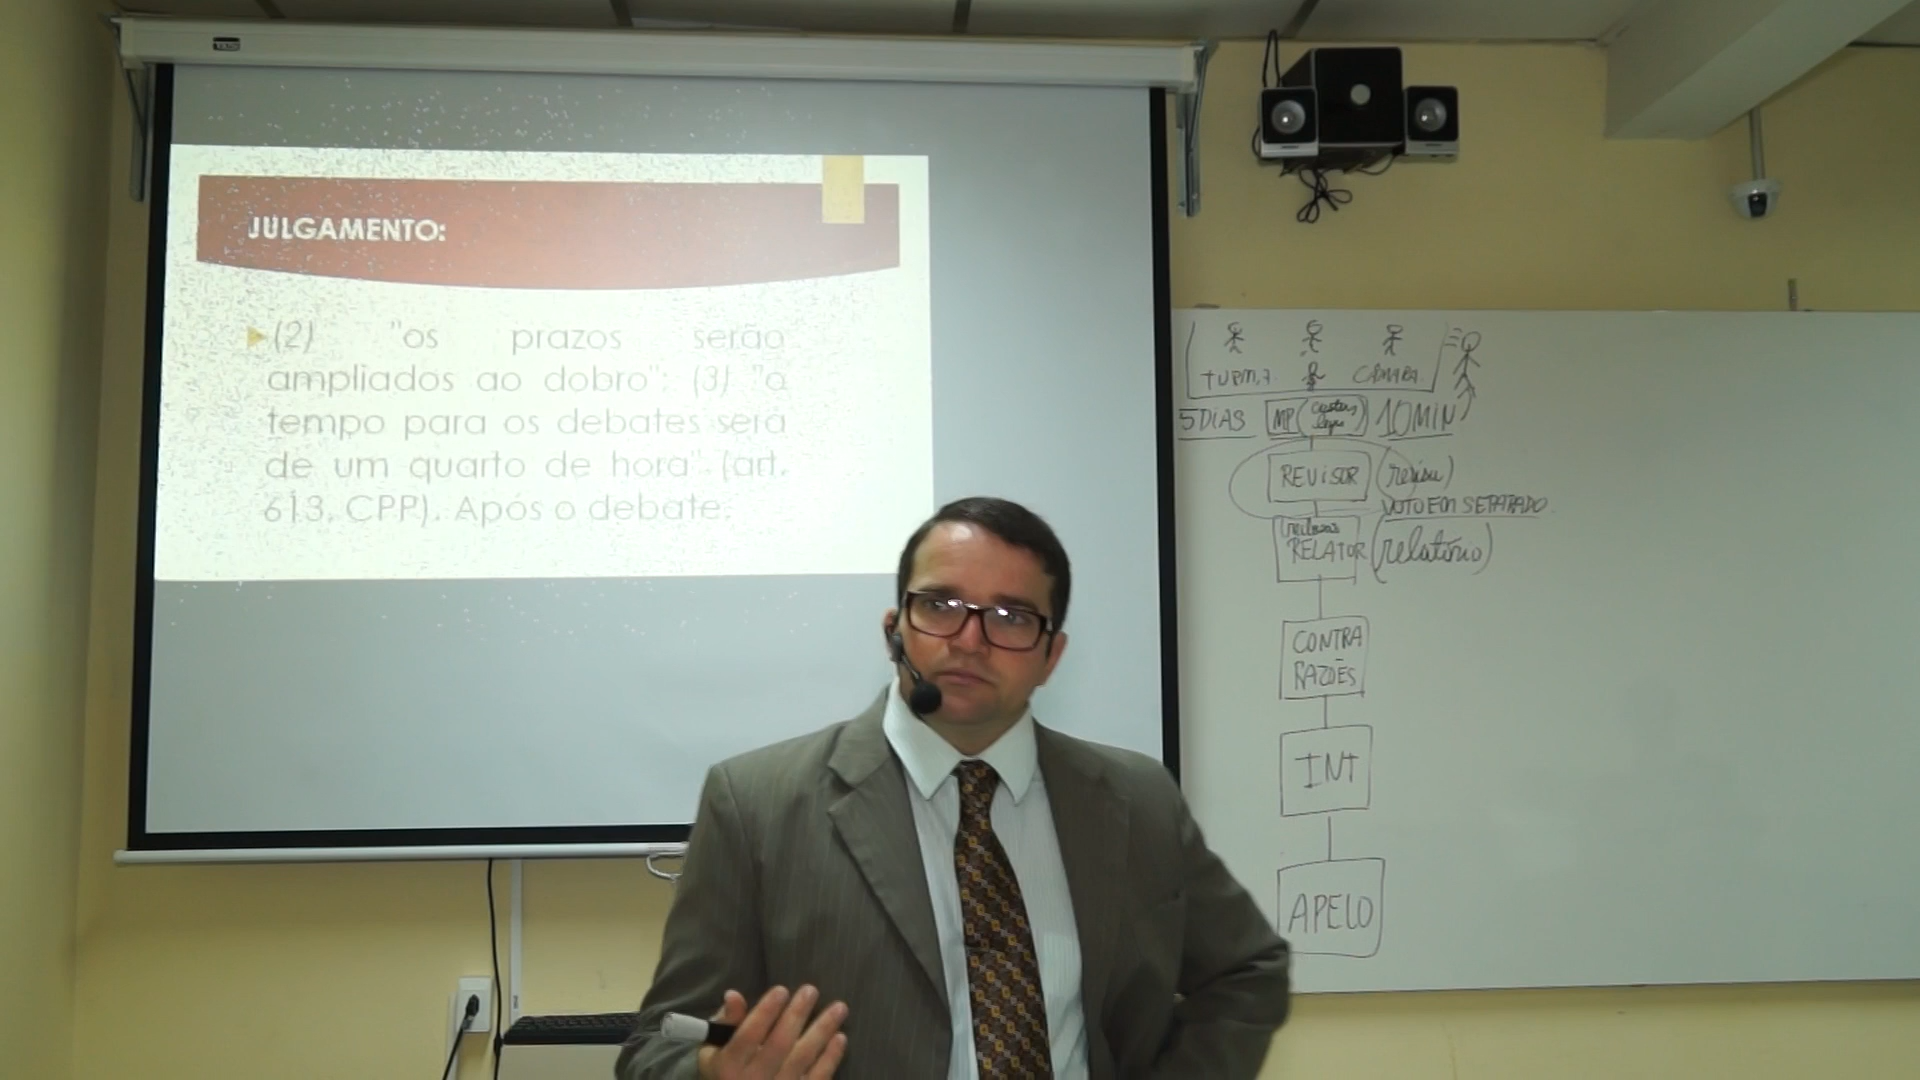 JULGAMENTO:
(2) "os prazos serão
ampliados ao dobro"; (3) "o
tempo para os debates será
de um quarto de hora" (art.
613, CPP). Após o debate,
TURMA CÂMARA
5 DIAS MP ( ) 10 MIN
REVISOR (revisu)
VOTO EM SEPARADO
RELATOR (relatório)
CONTRA
RAZÕES
INT
APELO